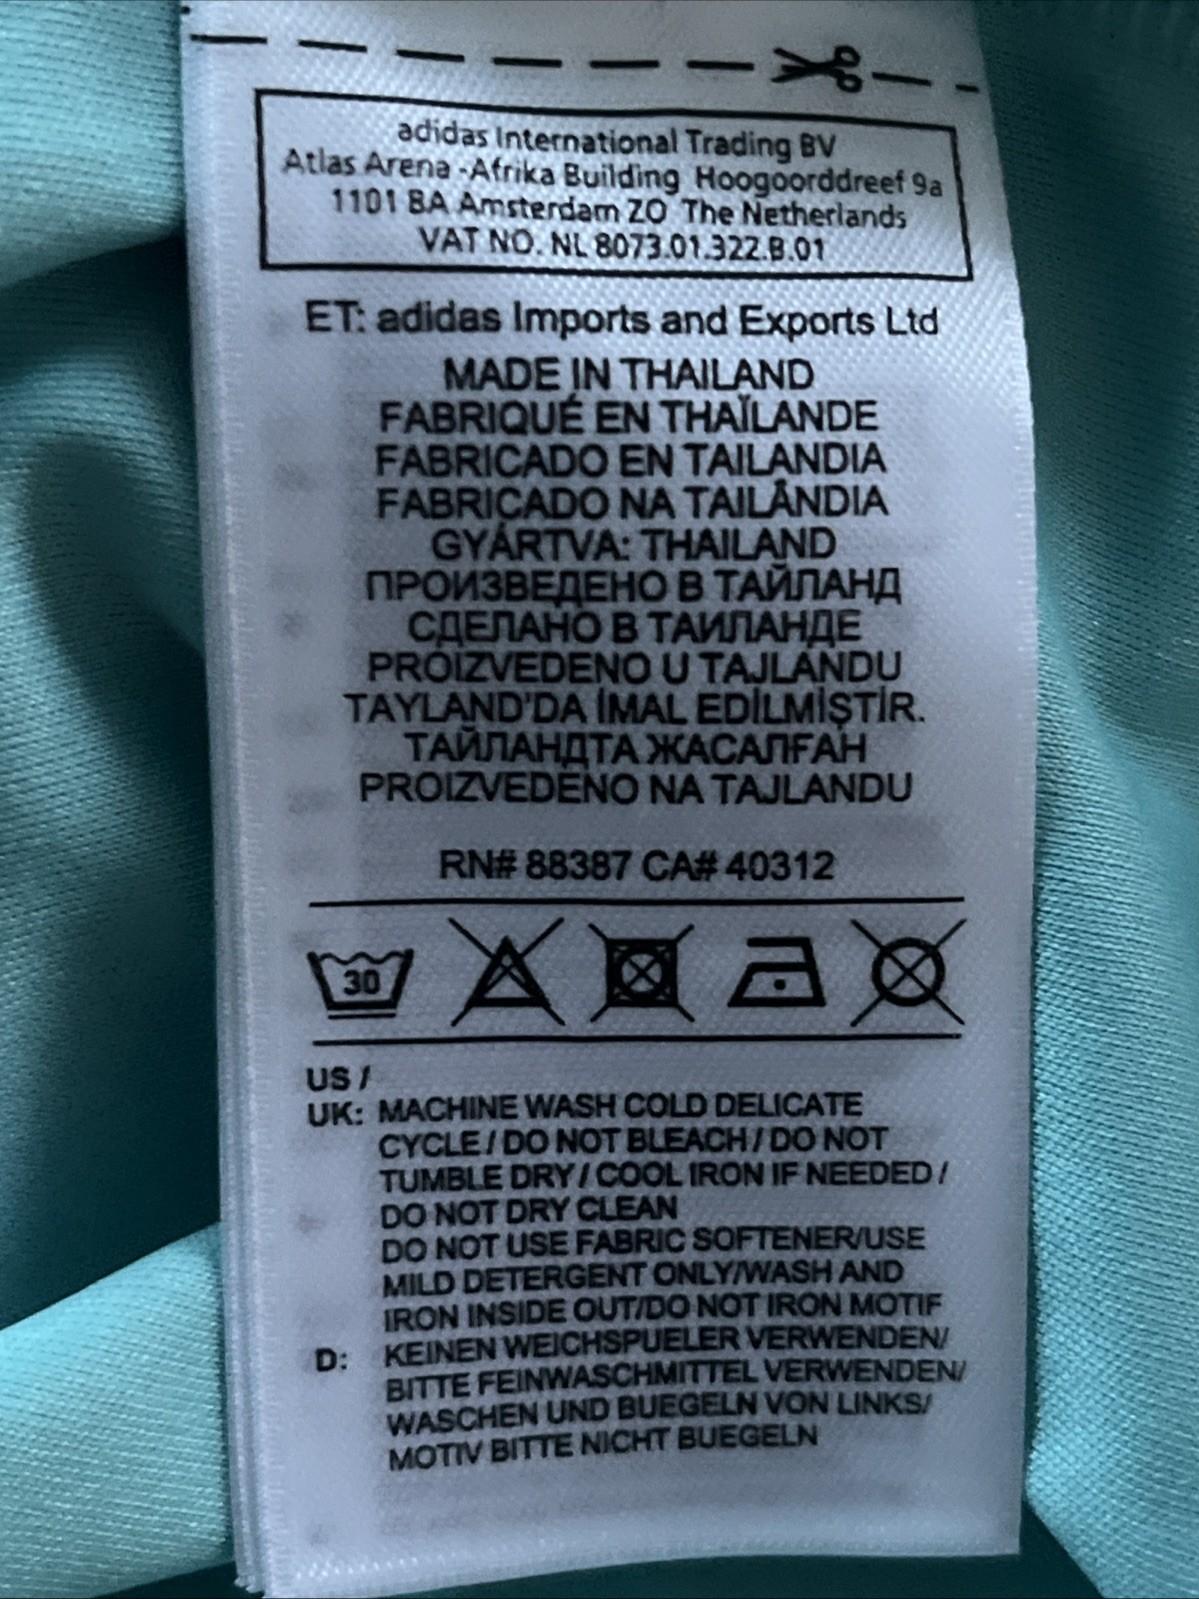 adidas International Trading BV
Atlas Arena -Afrika Building Hoogoorddreef 9a
1101 BA Amsterdam ZO The Netherlands
VAT NO. NL 8073.01.322.B.01
ET: adidas Imports and Exports Ltd
MADE IN THAILAND
FABRIQUÉ EN THAÏLANDE
FABRICADO EN TAILANDIA
FABRICADO NA TAILÂNDIA
GYÁRTVA: THAILAND
ПРОИЗВЕДЕНО В ТАЙЛАНД
СДЕЛАНО В ТАИЛАНДЕ
PROIZVEDENO U TAJLANDU
TAYLAND'DA İMAL EDİLMİŞTİR.
ТАЙЛАНДТА ЖАСАЛҒАН
PROIZVEDENO NA TAJLANDU
RN# 88387 CA# 40312
30
US /
UK: MACHINE WASH COLD DELICATE
CYCLE / DO NOT BLEACH / DO NOT
TUMBLE DRY / COOL IRON IF NEEDED /
DO NOT DRY CLEAN
DO NOT USE FABRIC SOFTENER/USE
MILD DETERGENT ONLY/WASH AND
IRON INSIDE OUT/DO NOT IRON MOTIF
D: KEINEN WEICHSPUELER VERWENDEN/
BITTE FEINWASCHMITTEL VERWENDEN/
WASCHEN UND BUEGELN VON LINKS/
MOTIV BITTE NICHT BUEGELN